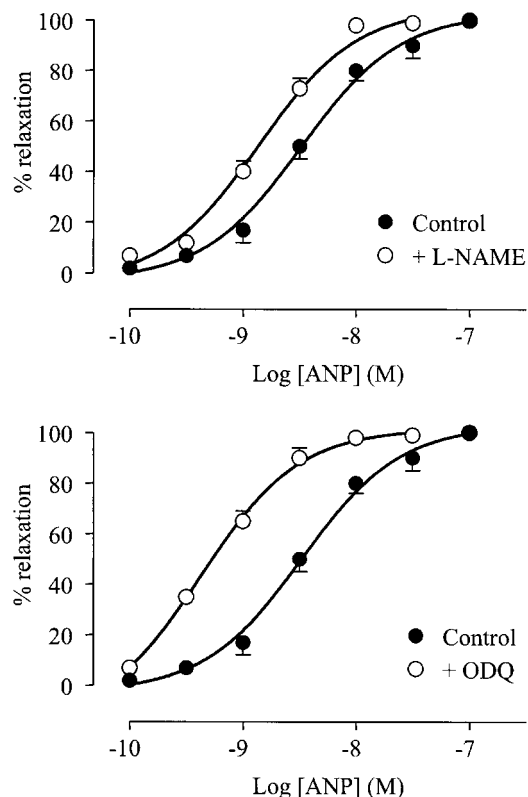 100
80
60
40
20
0
% relaxation
Control
+ L-NAME
-10 -9 -8 -7
Log [ANP] (M)
100
80
60
40
20
0
% relaxation
Control
+ ODQ
-10 -9 -8 -7
Log [ANP] (M)